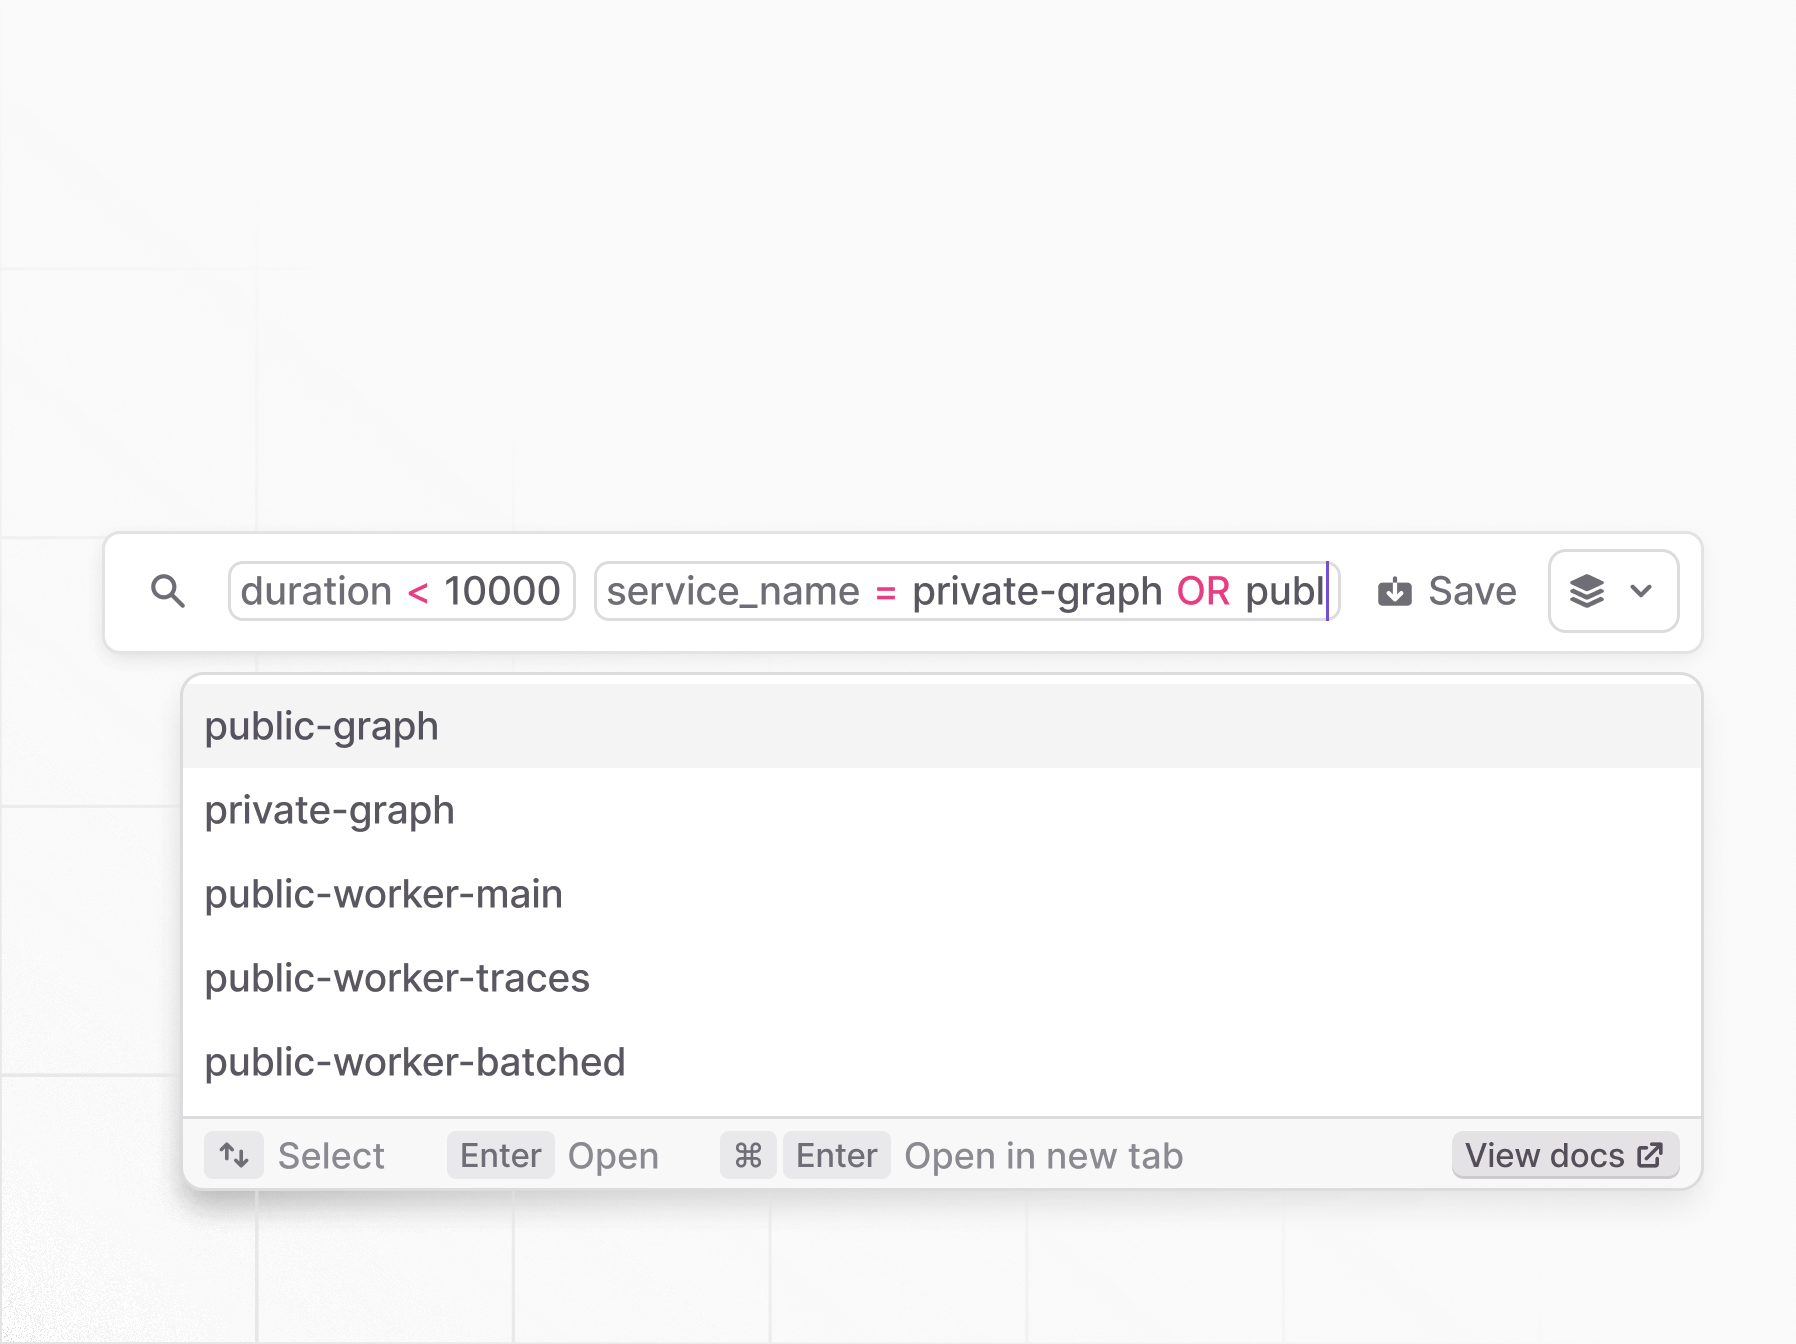 duration < 10000 service_name = private-graph OR publ Save
public-graph
private-graph
public-worker-main
public-worker-traces
public-worker-batched
Select Enter Open ⌘ Enter Open in new tab View docs